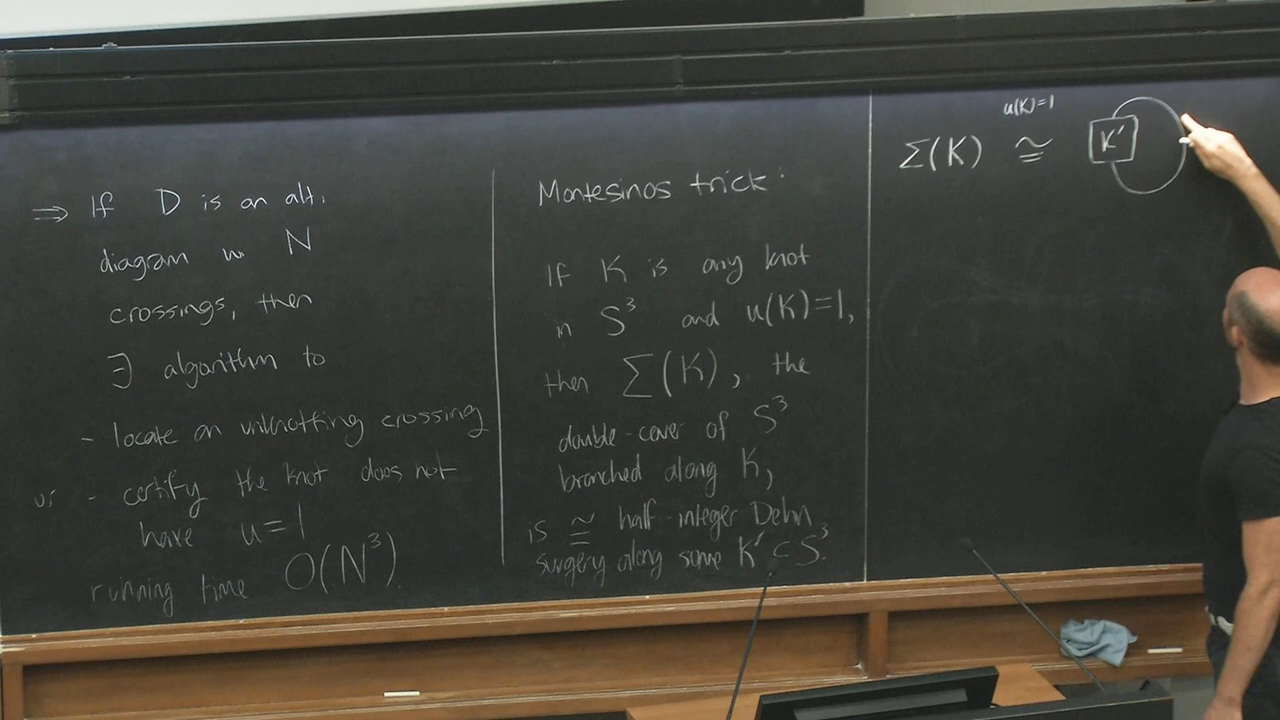 ⇒ If D is an alt.
diagram w. N
crossings, then
∃ algorithm to
- locate an unknotting crossing
or - certify the knot does not
have u=1
running time O(N³).
Montesinos trick:
If K is any knot
in S³ and u(K)=1,
then Σ(K), the
double-cover of S³
branched along K,
is ≅ half-integer Dehn
surgery along some K' ⊂ S³.
u(K)=1
Σ(K) ≅ K'